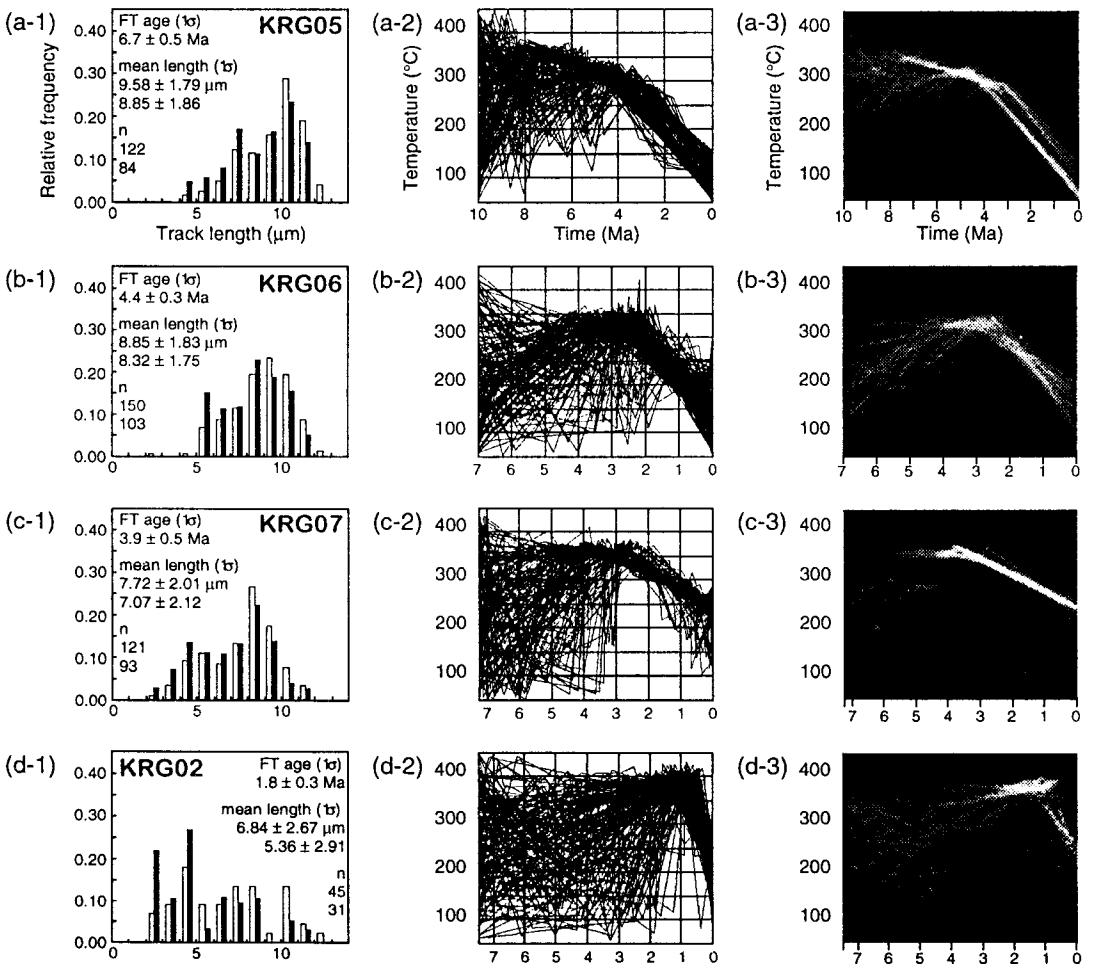 (a-1)
FT age (1σ)
6.7 ± 0.5 Ma
KRG05
mean length (1σ)
9.58 ± 1.79 μm
8.85 ± 1.86
n
122
84
Relative frequency
0.40
0.30
0.20
0.10
0.00
0 5 10
Track length (μm)
(a-2)
Temperature (°C)
400
300
200
100
10 8 6 4 2 0
Time (Ma)
(a-3)
Temperature (°C)
400
300
200
100
10 8 6 4 2 0
Time (Ma)
(b-1)
FT age (1σ)
4.4 ± 0.3 Ma
KRG06
mean length (1σ)
8.85 ± 1.83 μm
8.32 ± 1.75
n
150
103
0.40
0.30
0.20
0.10
0.00
0 5 10
(b-2)
400
300
200
100
7 6 5 4 3 2 1 0
(b-3)
400
300
200
100
7 6 5 4 3 2 1 0
(c-1)
FT age (1σ)
3.9 ± 0.5 Ma
KRG07
mean length (1σ)
7.72 ± 2.01 μm
7.07 ± 2.12
n
121
93
0.40
0.30
0.20
0.10
0.00
0 5 10
(c-2)
400
300
200
100
7 6 5 4 3 2 1 0
(c-3)
400
300
200
100
7 6 5 4 3 2 1 0
(d-1)
KRG02
FT age (1σ)
1.8 ± 0.3 Ma
mean length (1σ)
6.84 ± 2.67 μm
5.36 ± 2.91
n
45
31
0.40
0.30
0.20
0.10
0.00
0 5 10
(d-2)
400
300
200
100
7 6 5 4 3 2 1 0
(d-3)
400
300
200
100
7 6 5 4 3 2 1 0